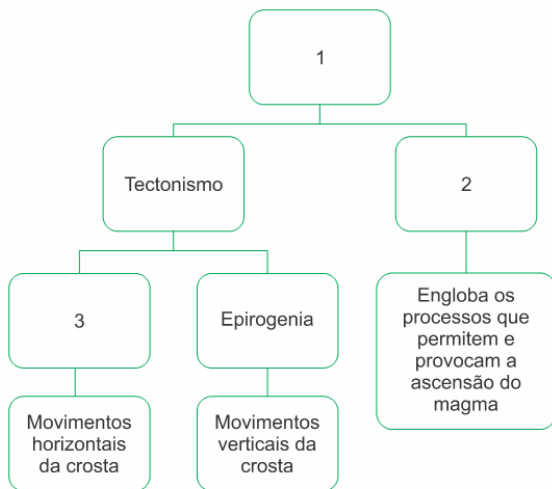 1
Tectonismo
2
3
Epirogenia
Engloba os
processos que
permitem e
provocam a
ascensão do
magma
Movimentos
horizontais
da crosta
Movimentos
verticais da
crosta